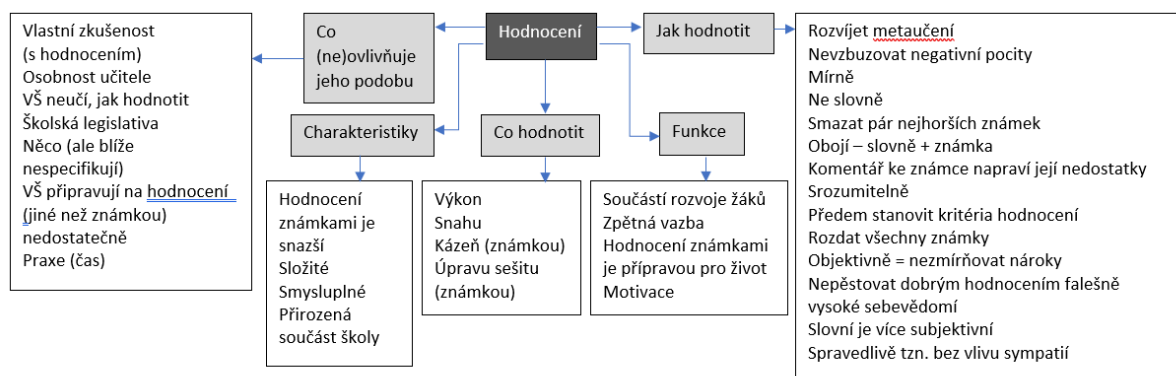 Hodnocení
Co
(ne)ovlivňuje
jeho podobu
Vlastní zkušenost
(s hodnocením)
Osobnost učitele
VŠ neučí, jak hodnotit
Školská legislativa
Něco (ale blíže
nespecifikují)
VŠ připravují na hodnocení
(jiné než známkou)
nedostatečně
Praxe (čas)
Charakteristiky
Hodnocení
známkami je
snazší
Složité
Smysluplné
Přirozená
součást školy
Co hodnotit
Výkon
Snahu
Kázeň (známkou)
Úpravu sešitu
(známkou)
Funkce
Součástí rozvoje žáků
Zpětná vazba
Hodnocení známkami
je přípravou pro život
Motivace
Jak hodnotit
Rozvíjet metaučení
Nevzbuzovat negativní pocity
Mírně
Ne slovně
Smazat pár nejhorších známek
Obojí – slovně + známka
Komentář ke známce napraví její nedostatky
Srozumitelně
Předem stanovit kritéria hodnocení
Rozdat všechny známky
Objektivně = nezmírňovat nároky
Nepěstovat dobrým hodnocením falešně
vysoké sebevědomí
Slovní je více subjektivní
Spravedlivě tzn. bez vlivu sympatií